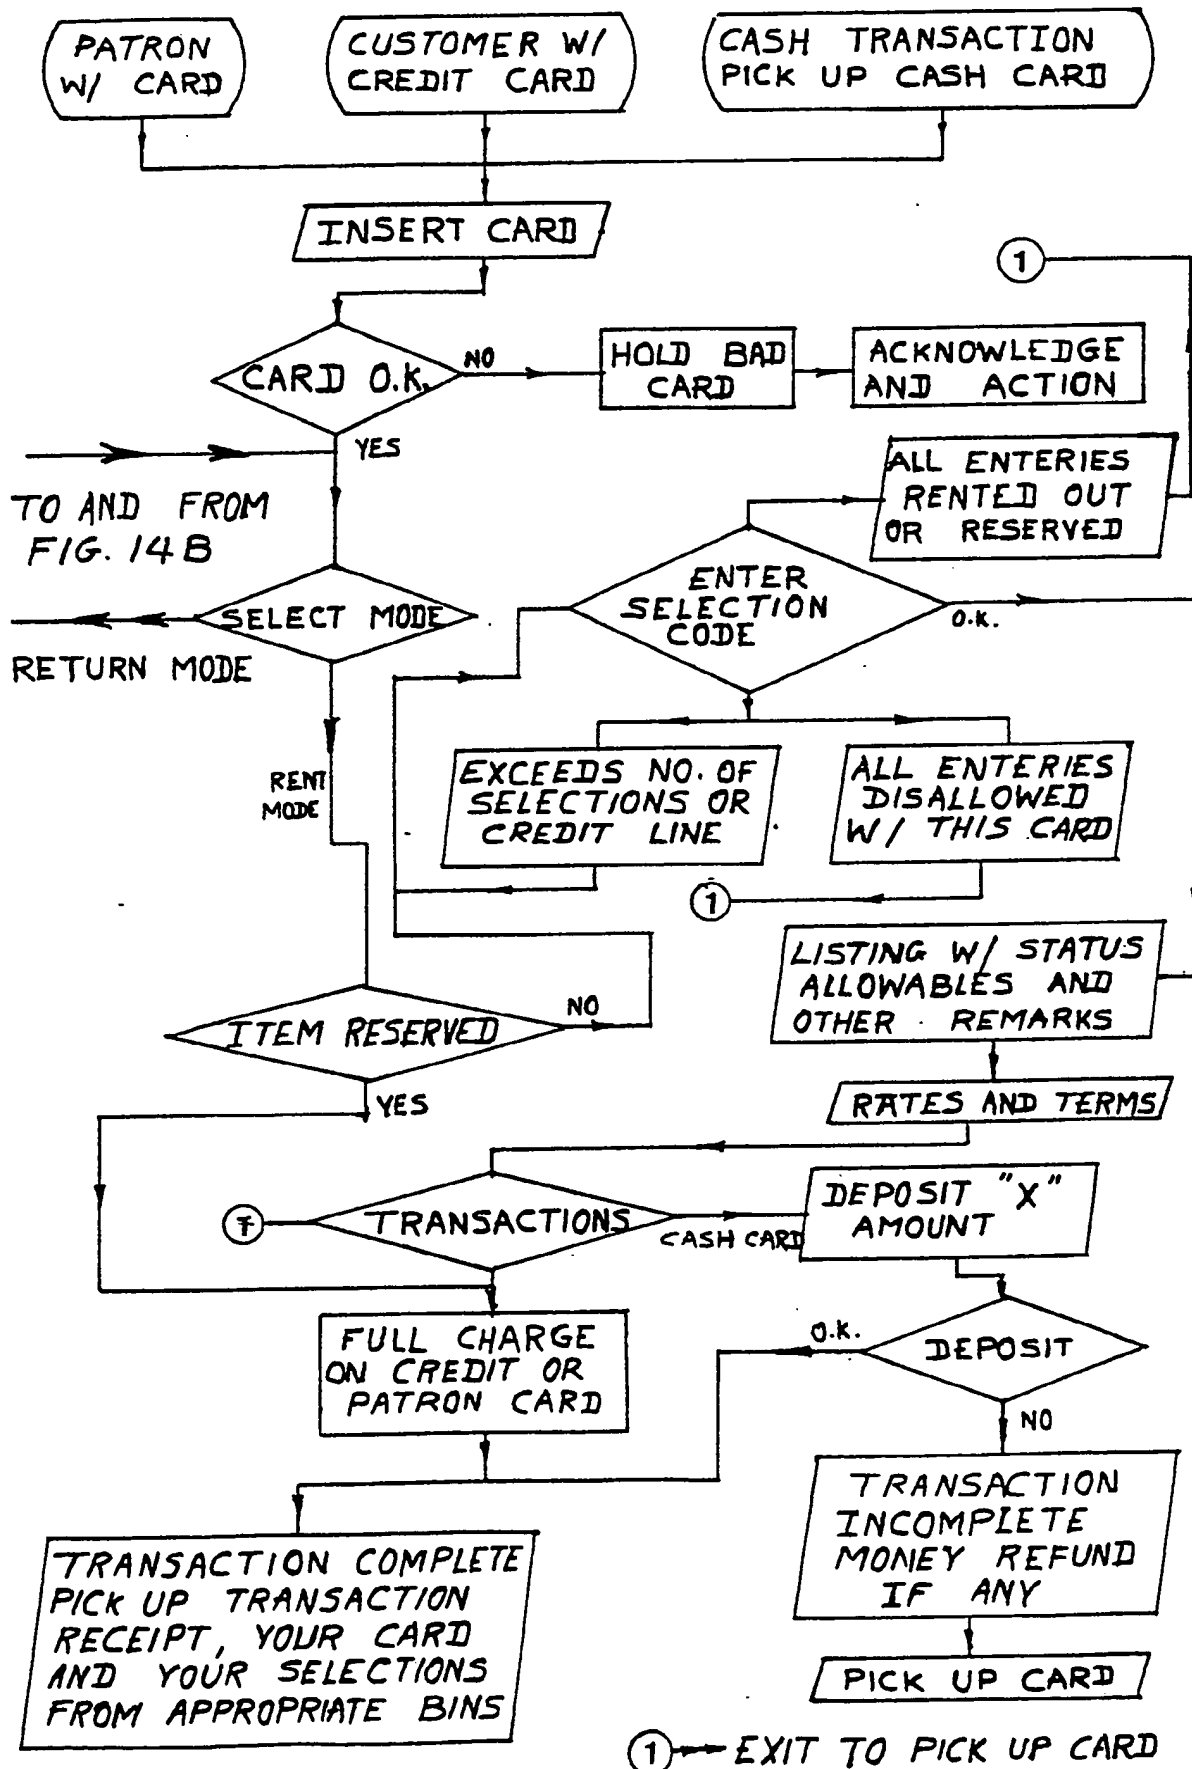 PATRON
W/ CARD
CUSTOMER W/
CREDIT CARD
CASH TRANSACTION
PICK UP CASH CARD
INSERT CARD
1
CARD O.K.
NO
HOLD BAD
CARD
ACKNOWLEDGE
AND ACTION
YES
TO AND FROM
FIG. 14B
ALL ENTERIES
RENTED OUT
OR RESERVED
ENTER
SELECTION
CODE
O.K.
SELECT MODE
RETURN MODE
RENT
MODE
EXCEEDS NO. OF
SELECTIONS OR
CREDIT LINE
ALL ENTERIES
DISALLOWED
W/ THIS CARD
1
LISTING W/ STATUS
ALLOWABLES AND
OTHER REMARKS
ITEM RESERVED
NO
YES
RATES AND TERMS
TRANSACTIONS
CASH CARD
DEPOSIT "X"
AMOUNT
FULL CHARGE
ON CREDIT OR
PATRON CARD
O.K.
DEPOSIT
NO
TRANSACTION
INCOMPLETE
MONEY REFUND
IF ANY
TRANSACTION COMPLETE
PICK UP TRANSACTION
RECEIPT, YOUR CARD
AND YOUR SELECTIONS
FROM APPROPRIATE BINS
PICK UP CARD
1 EXIT TO PICK UP CARD